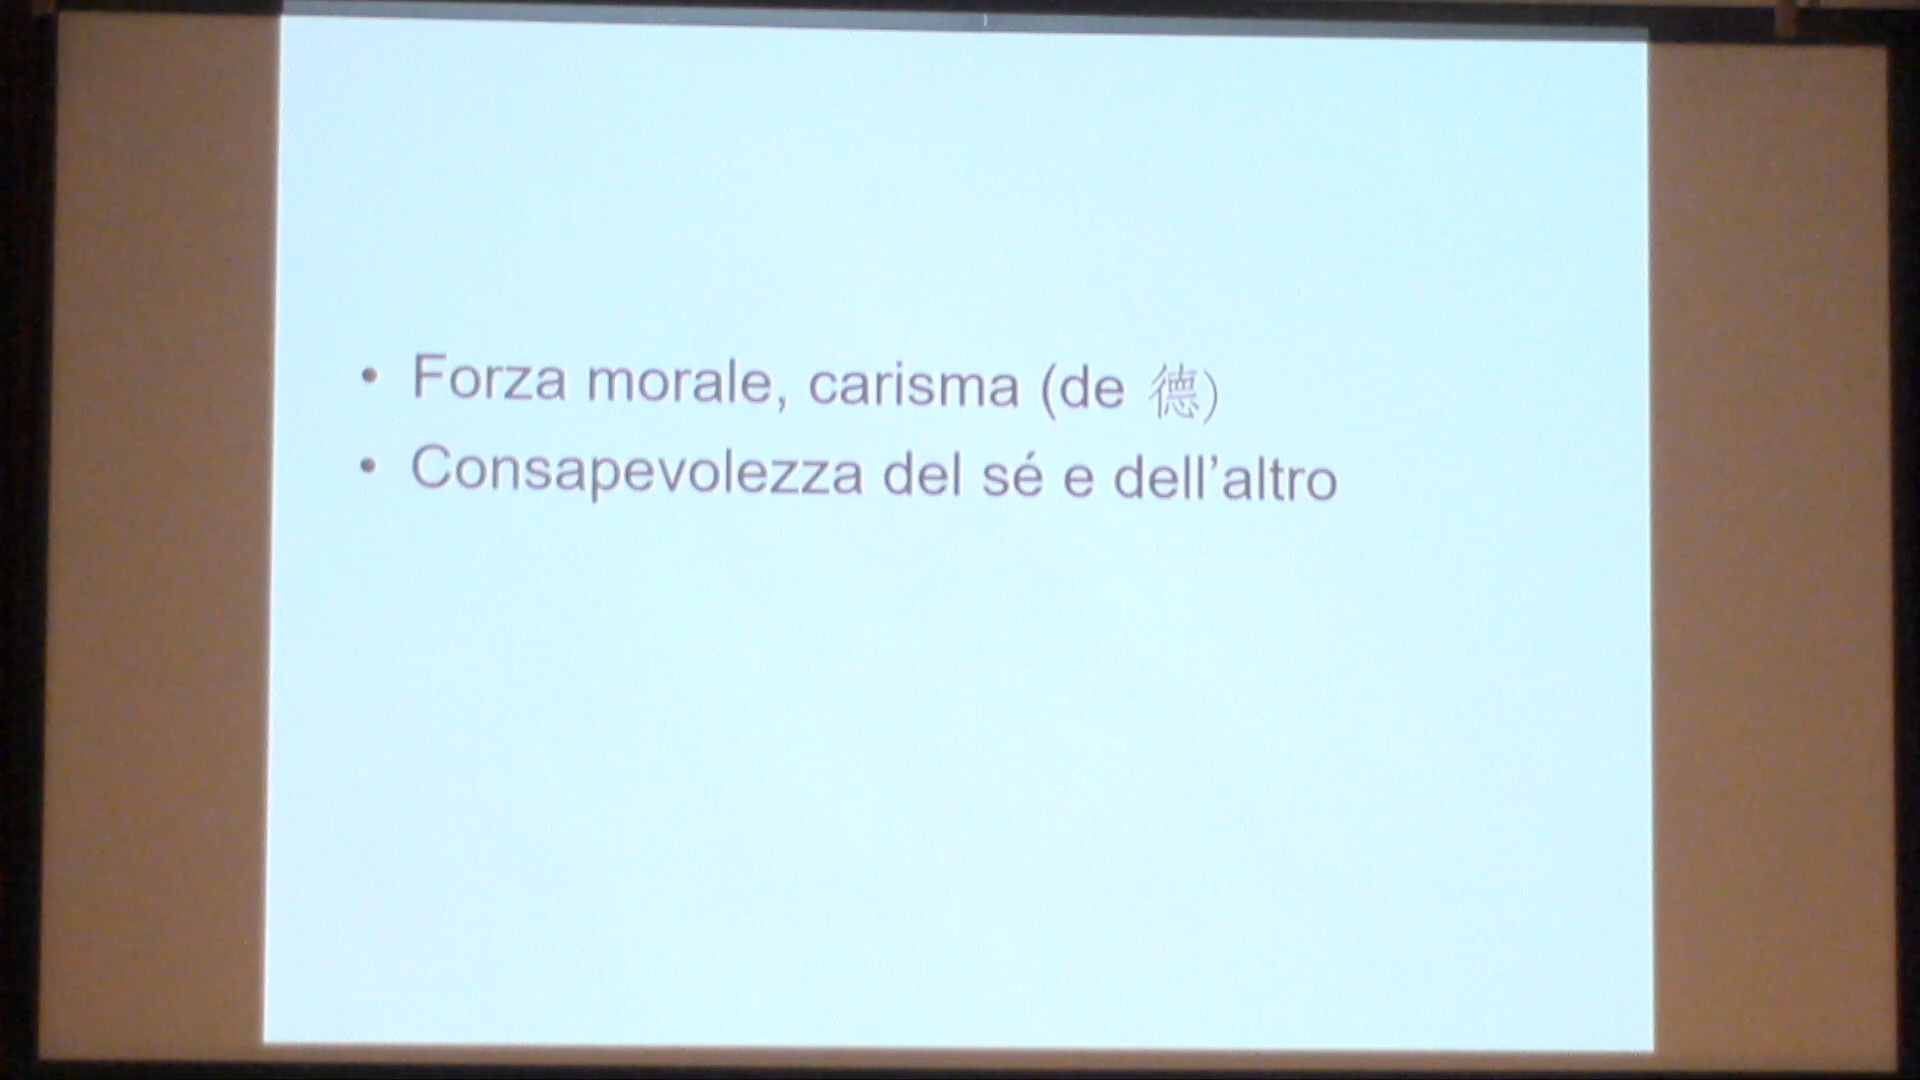 • Forza morale, carisma (de 德)
• Consapevolezza del sé e dell’altro